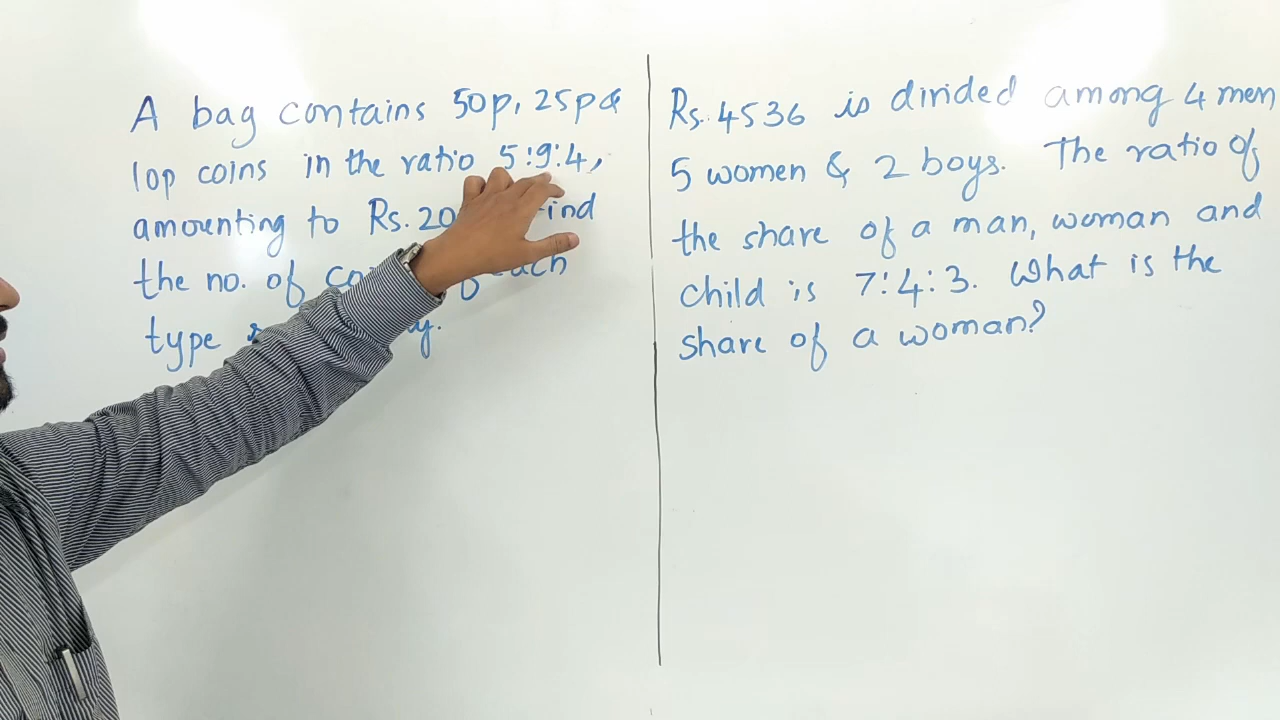 A bag contains 50p, 25p &
10p coins in the ratio 5:9:4,
amounting to Rs. 20
the no. of
type
Rs. 4536 is divided among 4 men
5 women & 2 boys. The ratio of
the share of a man, woman and
child is 7:4:3. What is the
share of a woman?